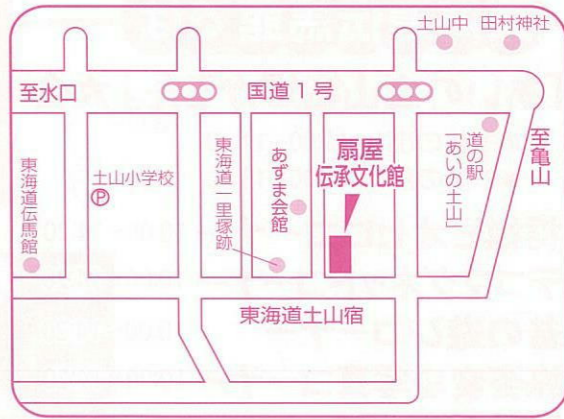 土山中
田村神社
至水口
国道1号
至亀山
道の駅
「あいの土山」
扇屋
伝承文化館
あずま会館
東海道一里塚跡
土山小学校
P
東海道伝馬館
東海道土山宿